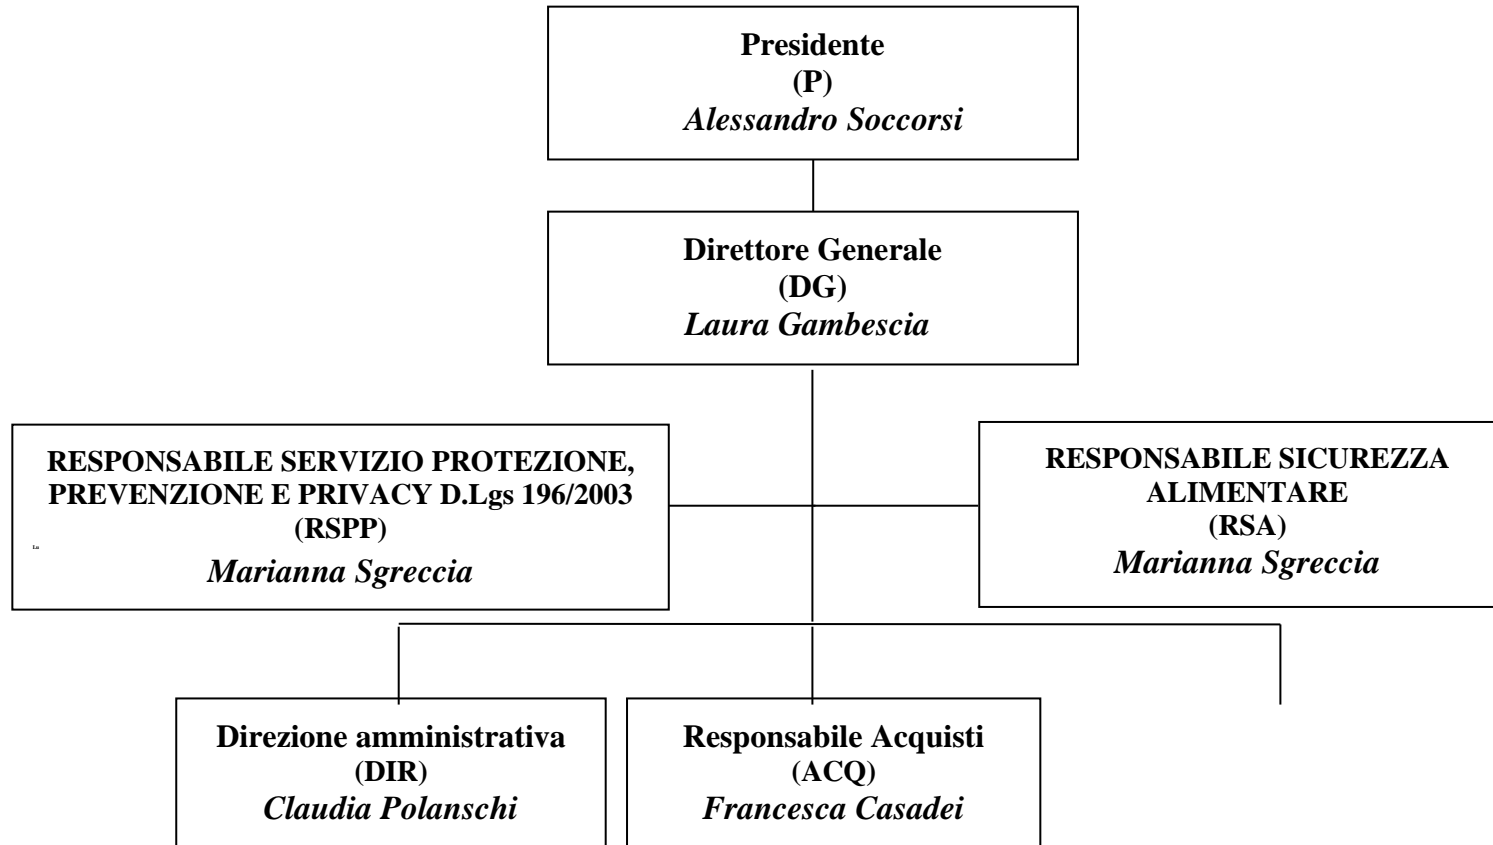 Presidente
(P)
Alessandro Soccorsi
Direttore Generale
(DG)
Laura Gambescia
RESPONSABILE SERVIZIO PROTEZIONE,
PREVENZIONE E PRIVACY D.Lgs 196/2003
(RSPP)
Lu
Marianna Sgreccia
RESPONSABILE SICUREZZA
ALIMENTARE
(RSA)
Marianna Sgreccia
Direzione amministrativa
(DIR)
Claudia Polanschi
Responsabile Acquisti
(ACQ)
Francesca Casadei